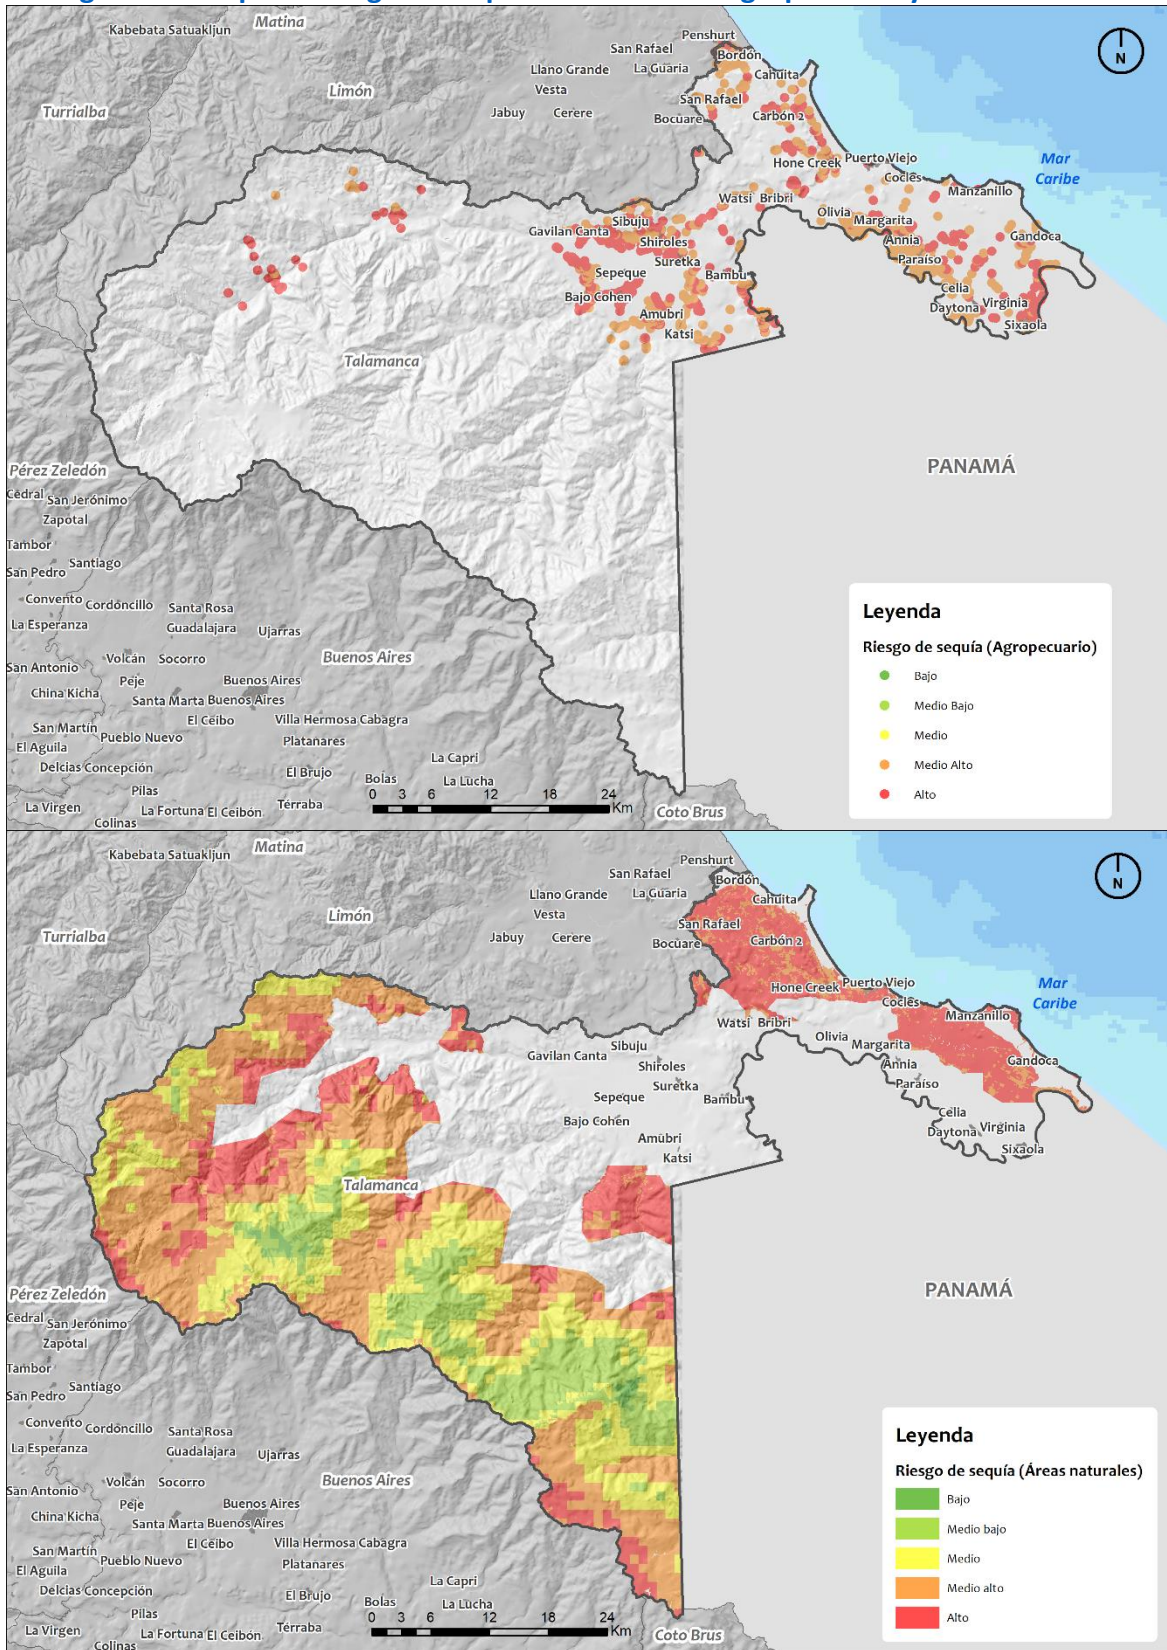 Matina
Kabebata Satuakljun
Penshurt
San Rafael
Bordón
Llano Grande
La Guaria
Cahuita
Vesta
Limón
San Rafael
Turrialba
Jabuy
Cerere
Bocuare
Carbón 2
N
Hone Creek
Puerto Viejo
Cocles
Mar
Caribe
Manzanillo
Watsi
Bribri
Olivia
Margarita
Sibuju
Gavilan Canta
Shiroles
Annia
Gandoca
Suretka
Paraíso
Sepeque
Bambu
Bajo Cohen
Cella
Daytona
Virginia
Amubri
Sixaola
Katsi
Talamanca
PANAMÁ
Pérez Zeledón
Cedral
San Jerónimo
Zapotal
Tambor
Santiago
San Pedro
Convento
Cordoncillo
Santa Rosa
La Esperanza
Guadalajara
Ujarras
San Antonio
Volcán
Socorro
Buenos Aires
China Kicha
Peje
Buenos Aires
Santa Marta
Buenos Aires
San Martín
El Ceibo
Villa Hermosa
Cabagra
El Aguila
Pueblo Nuevo
Platanares
Delcias
Concepción
La Capri
El Brujo
Bolas
La Lucha
Pilas
La Virgen
La Fortuna
El Ceibón
Térraba
Colinas
Coto Brus
0 3 6 12 18 24
Km
Leyenda
Riesgo de sequía (Agropecuario)
Bajo
Medio Bajo
Medio
Medio Alto
Alto
Matina
Kabebata Satuakljun
Penshurt
San Rafael
Bordón
Llano Grande
La Guaria
Cahuita
Vesta
Limón
San Rafael
Turrialba
Jabuy
Cerere
Bocuare
Carbón 2
N
Hone Creek
Puerto Viejo
Cocles
Mar
Caribe
Manzanillo
Watsi
Bribri
Olivia
Margarita
Sibuju
Gavilan Canta
Shiroles
Annia
Gandoca
Suretka
Paraíso
Sepeque
Bambu
Bajo Cohen
Celia
Daytona
Virginia
Amubri
Sixaola
Katsi
Talamanca
PANAMÁ
Pérez Zeledón
Cedral
San Jerónimo
Zapotal
Tambor
Santiago
San Pedro
Convento
Cordoncillo
Santa Rosa
La Esperanza
Guadalajara
Ujarras
San Antonio
Volcán
Socorro
Buenos Aires
China Kicha
Peje
Buenos Aires
Santa Marta
Buenos Aires
San Martín
El Ceibo
Villa Hermosa
Cabagra
El Aguila
Pueblo Nuevo
Platanares
Delcias
Concepción
La Capri
El Brujo
Bolas
La Lucha
Pilas
La Virgen
La Fortuna
El Ceibón
Térraba
Colinas
Coto Brus
0 3 6 12 18 24
Km
Leyenda
Riesgo de sequía (Áreas naturales)
Bajo
Medio bajo
Medio
Medio alto
Alto